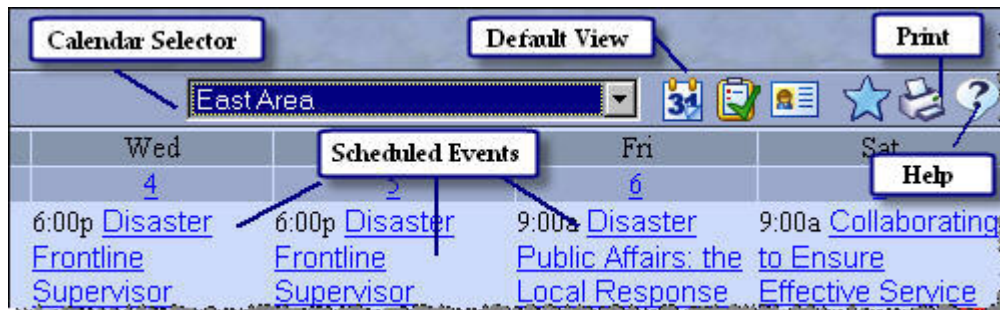 Calendar Selector
Default View
Print
East Area
31
Wed
Scheduled Events
Fri
Sat
4
5
6
Help
6:00p Disaster
Frontline
Supervisor
6:00p Disaster
Frontline
Supervisor
9:00a Disaster
Public Affairs: the
Local Response
9:00a Collaborating
to Ensure
Effective Service